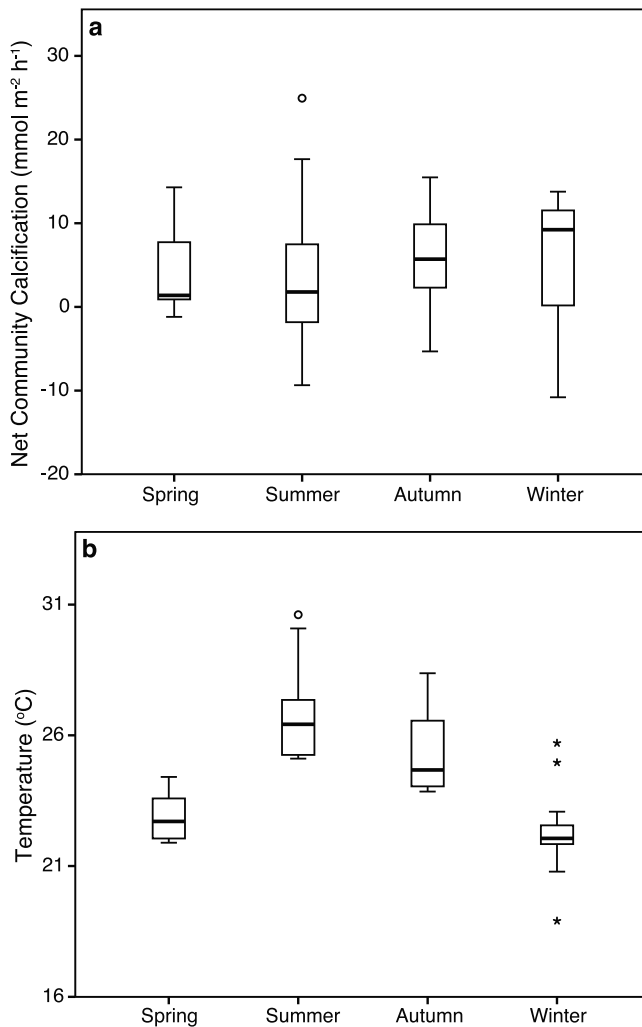 a
Net Community Calcification (mmol m⁻² h⁻¹)
30
20
10
0
-10
-20
Spring Summer Autumn Winter
b
Temperature (°C)
31
26
21
16
Spring Summer Autumn Winter